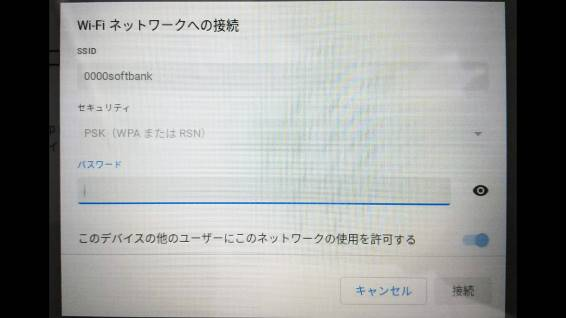 Wi-Fi ネットワークへの接続
SSID
0000softbank
セキュリティ
PSK（WPA または RSN）
パスワード
このデバイスの他のユーザーにこのネットワークの使用を許可する
キャンセル
接続